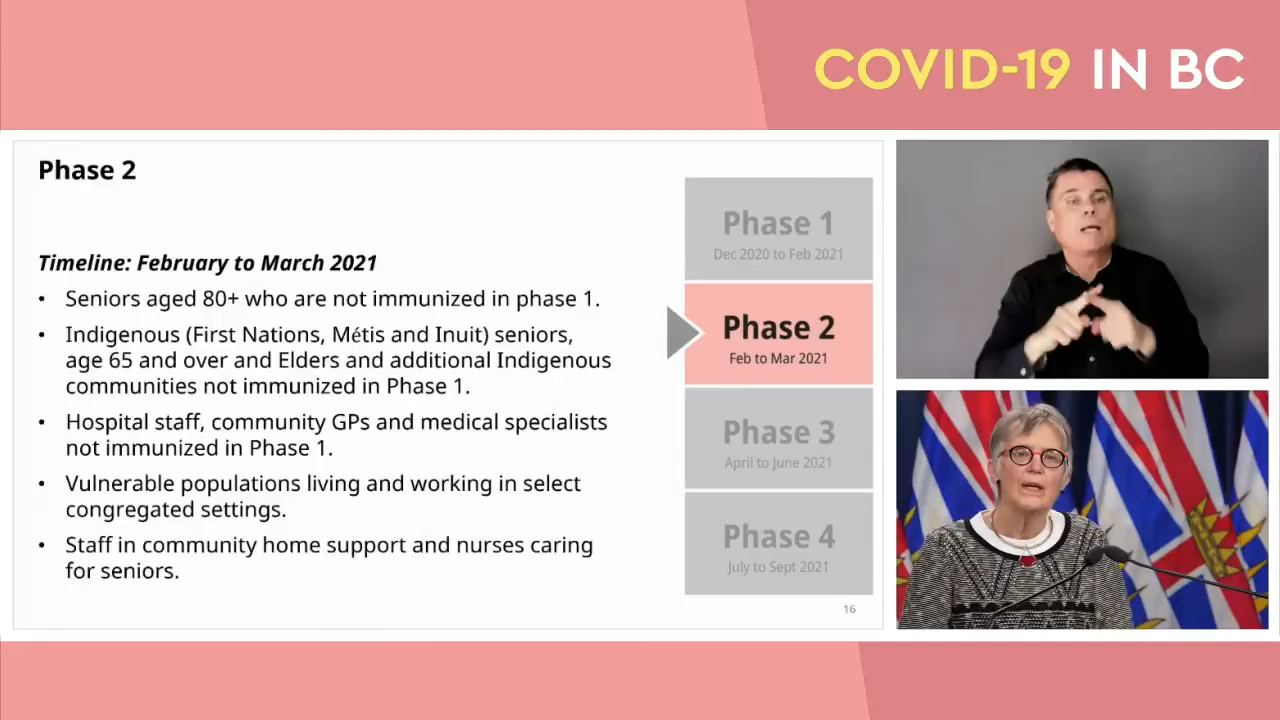 COVID-19 IN BC
Phase 2
Timeline: February to March 2021
• Seniors aged 80+ who are not immunized in phase 1.
• Indigenous (First Nations, Métis and Inuit) seniors,
age 65 and over and Elders and additional Indigenous
communities not immunized in Phase 1.
• Hospital staff, community GPs and medical specialists
not immunized in Phase 1.
• Vulnerable populations living and working in select
congregated settings.
• Staff in community home support and nurses caring
for seniors.
Phase 1
Dec 2020 to Feb 2021
Phase 2
Feb to Mar 2021
Phase 3
April to June 2021
Phase 4
July to Sept 2021
16